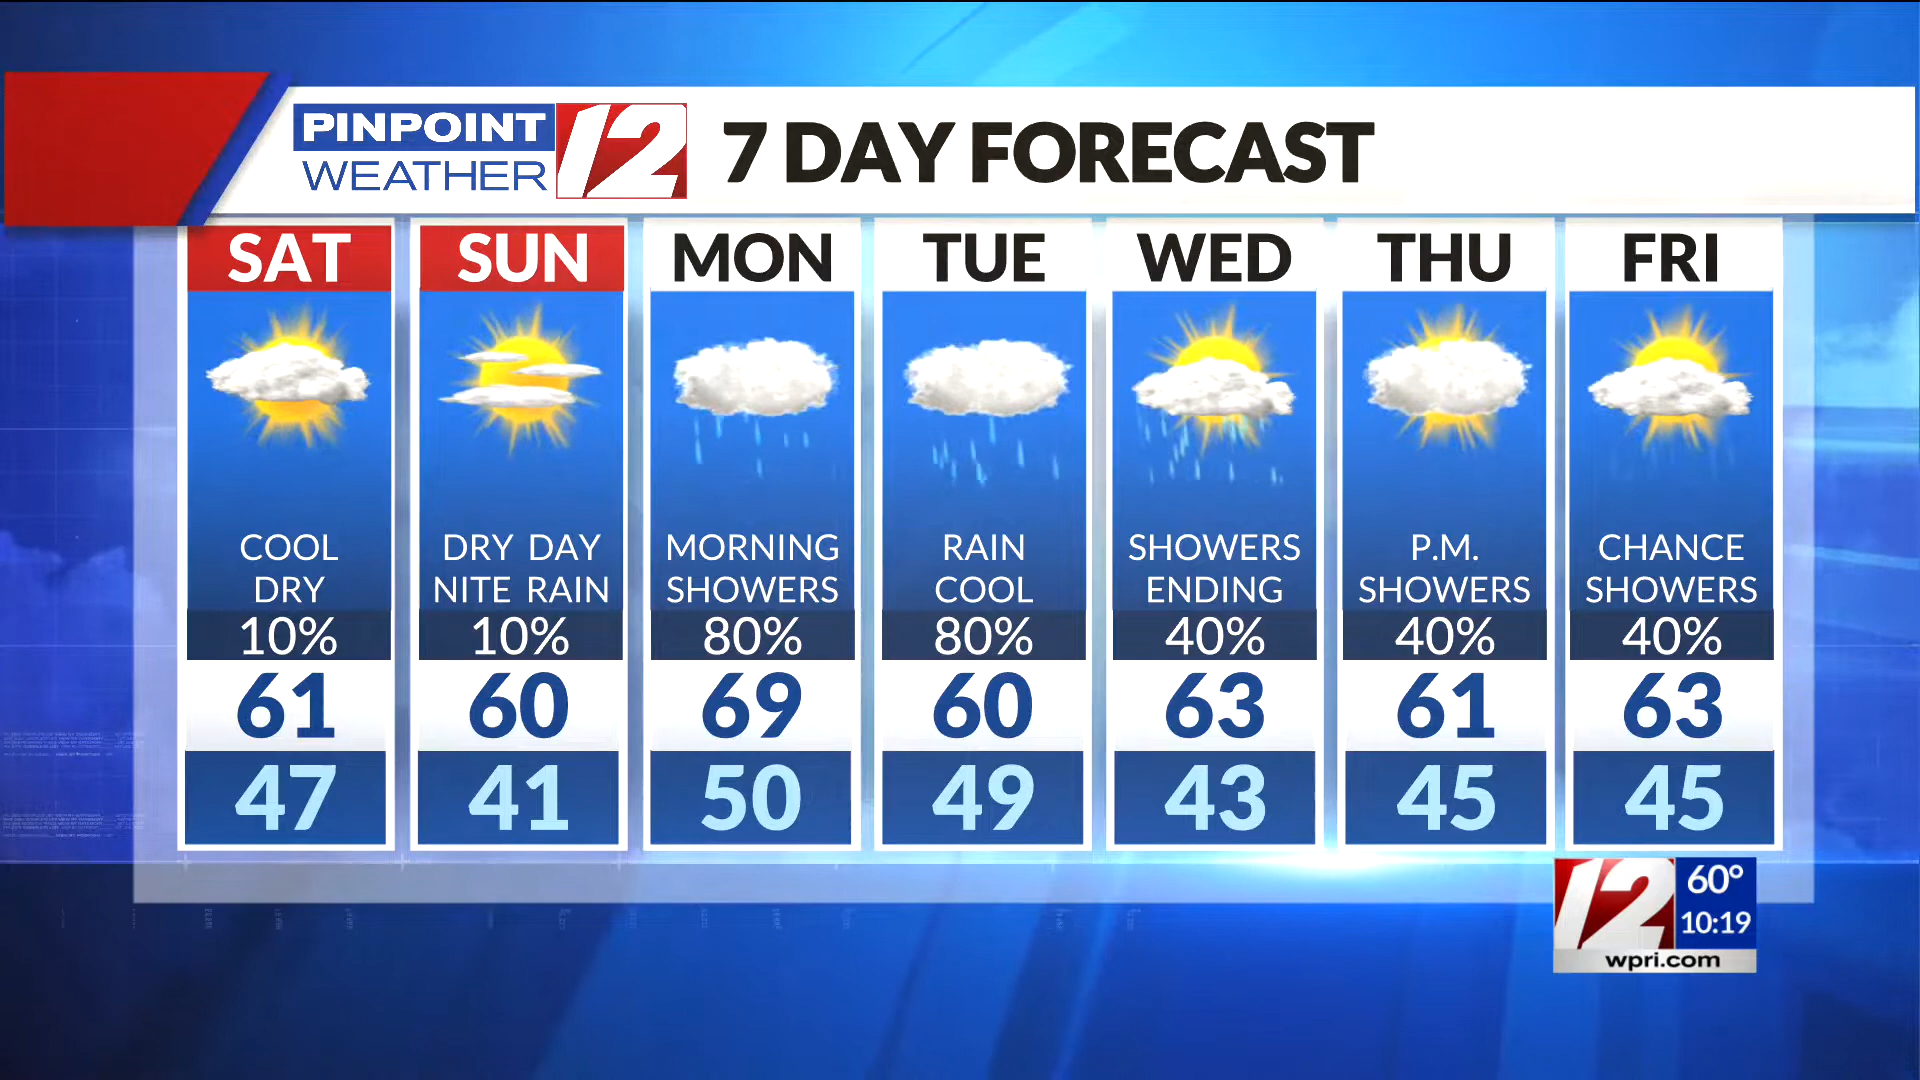 PINPOINT
WEATHER
12
7 DAY FORECAST
SAT SUN MON TUE WED THU FRI
COOL DRY DAY MORNING RAIN SHOWERS P.M. CHANCE
DRY NITE RAIN SHOWERS COOL ENDING SHOWERS SHOWERS
10% 10% 80% 80% 40% 40% 40%
61 60 69 60 63 61 63
47 41 50 49 43 45 45
12
60°
10:19
wpri.com